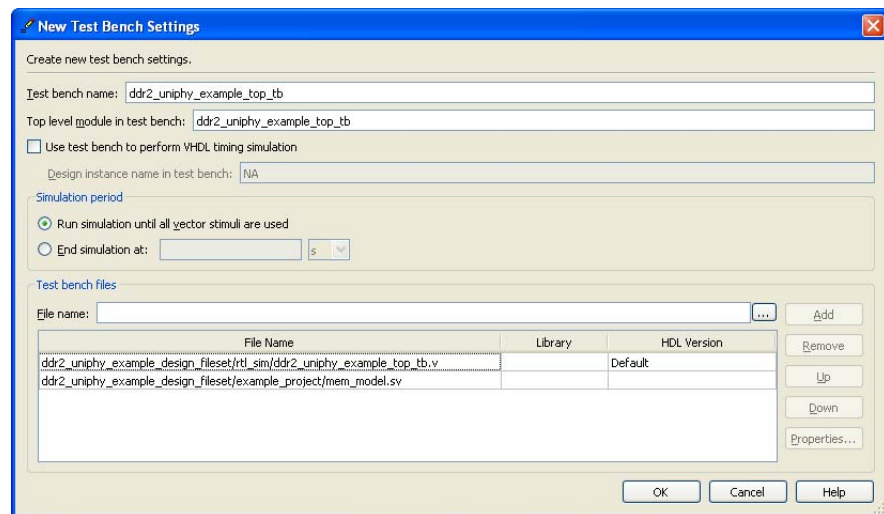 New Test Bench Settings
Create new test bench settings.
Test bench name: ddr2_uniphy_example_top_tb
Top level module in test bench: ddr2_uniphy_example_top_tb
Use test bench to perform VHDL timing simulation
Design instance name in test bench: NA
Simulation period
Run simulation until all vector stimuli are used
End simulation at: s
Test bench files
File name: ... Add
File Name Library HDL Version Remove
ddr2_uniphy_example_design_fileset/rtl_sim/ddr2_uniphy_example_top_tb.v Default
ddr2_uniphy_example_design_fileset/example_project/mem_model.sv Up
Down
Properties...
OK Cancel Help